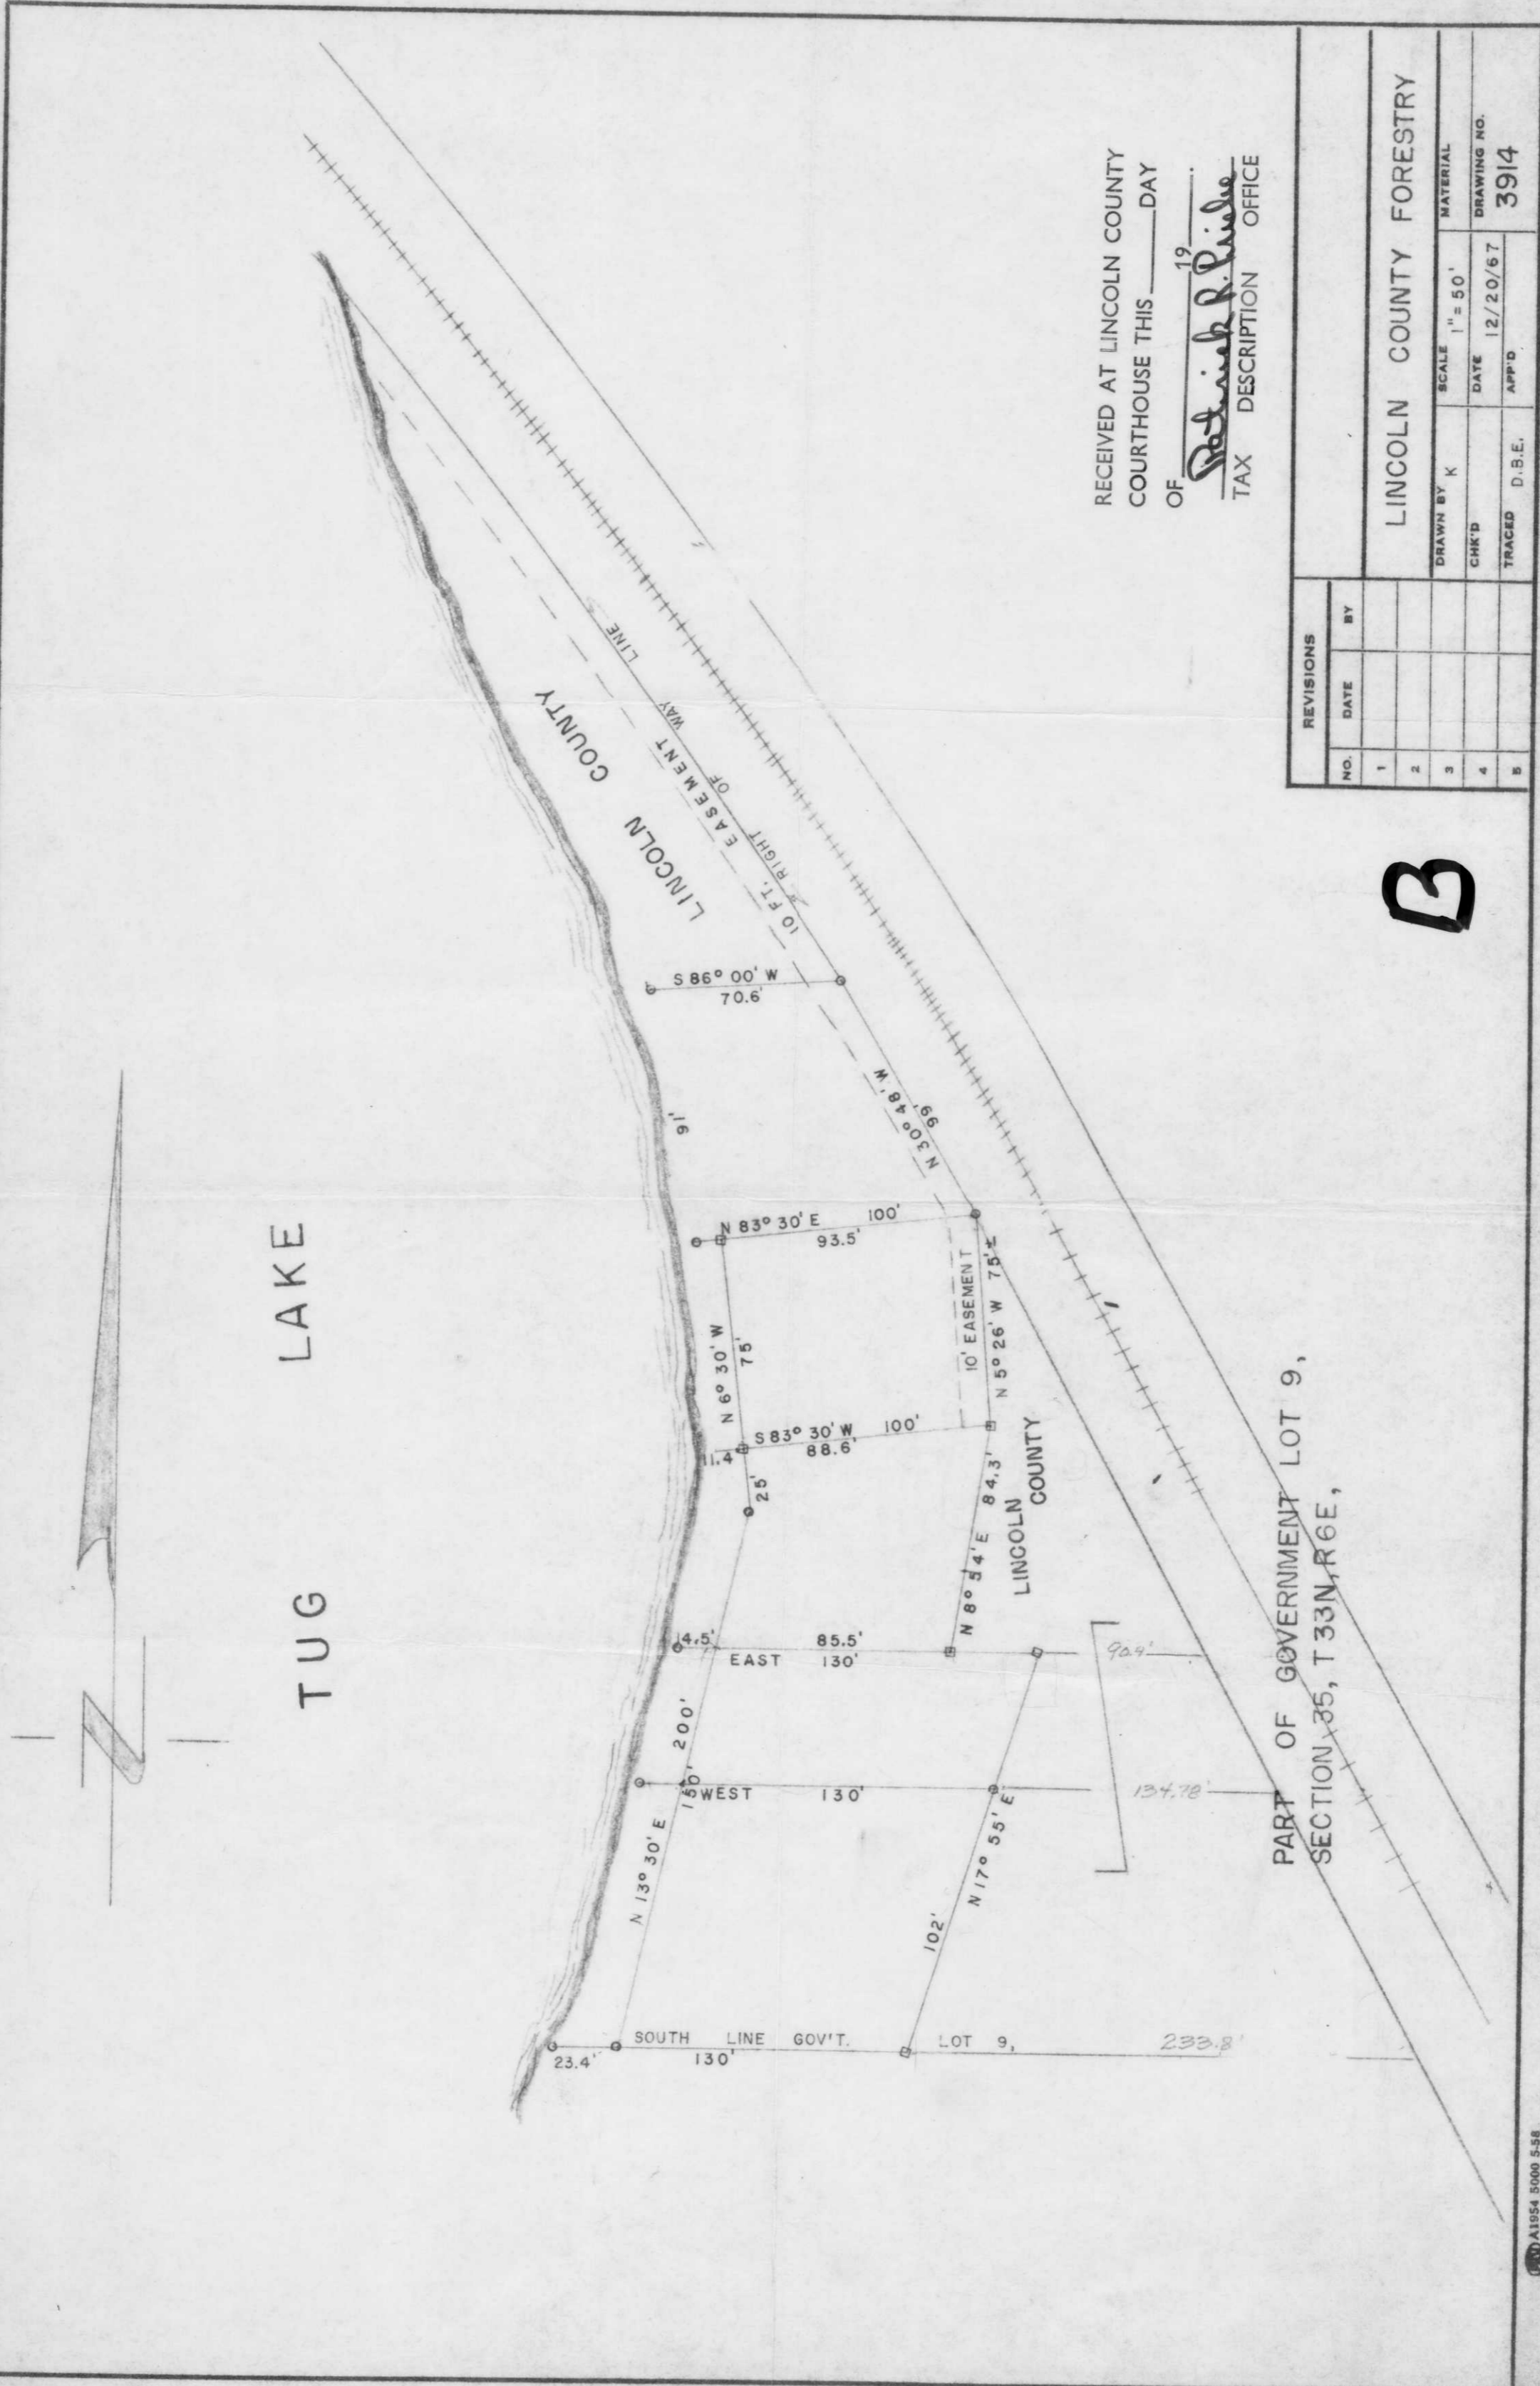 TUG LAKE
LINCOLN COUNTY
10 FT. EASEMENT
RIGHT OF WAY LINE
S 86° 00' W
70.6'
91'
N 30° 48' W
99'
N 83° 30' E 100'
93.5'
N 6° 30' W
75'
10' EASEMENT
N 5° 26' W 75'±
S 83° 30' W 100'
88.6'
11.4'
25'
N 8° 54' E 84.3'
LINCOLN
COUNTY
14.5' 85.5'
EAST 130'
90.9'
200'
150'
WEST 130'
134.78'
N 13° 30' E
102'
N 17° 55' E
SOUTH LINE GOV'T. LOT 9,
23.4' 130'
233.8'
PART OF GOVERNMENT LOT 9,
SECTION 35, T33N, R6E,
RECEIVED AT LINCOLN COUNTY
COURTHOUSE THIS DAY
OF 19
TAX DESCRIPTION OFFICE
B
REVISIONS
NO. DATE BY
1
2
3
4
5
LINCOLN COUNTY FORESTRY
DRAWN BY K
SCALE 1" = 50'
MATERIAL
CHK'D
DATE 12/20/67
DRAWING NO. 3914
TRACED D.B.E.
APP'D
A1954 5000 5-58